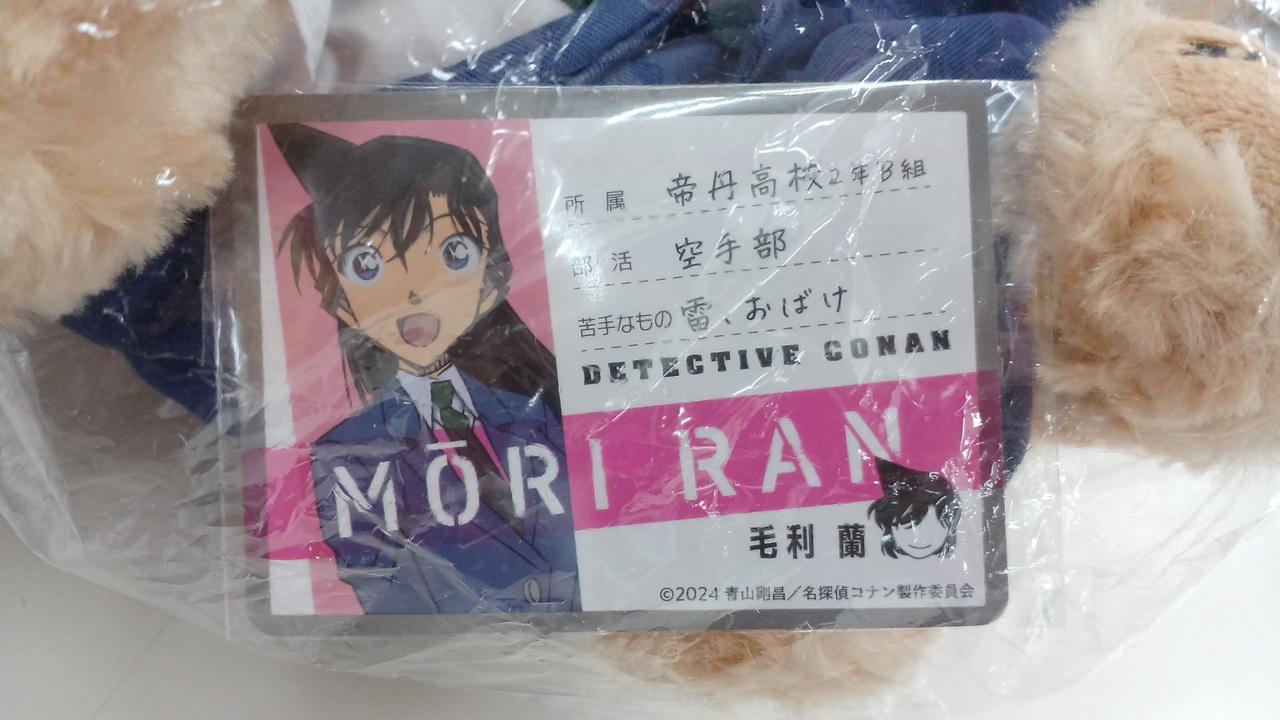 所属 帝丹高校2年B組
部活 空手部
苦手なもの 雷、おばけ
DETECTIVE CONAN
MŌRI RAN
毛利 蘭
©2024 青山剛昌／名探偵コナン製作委員会